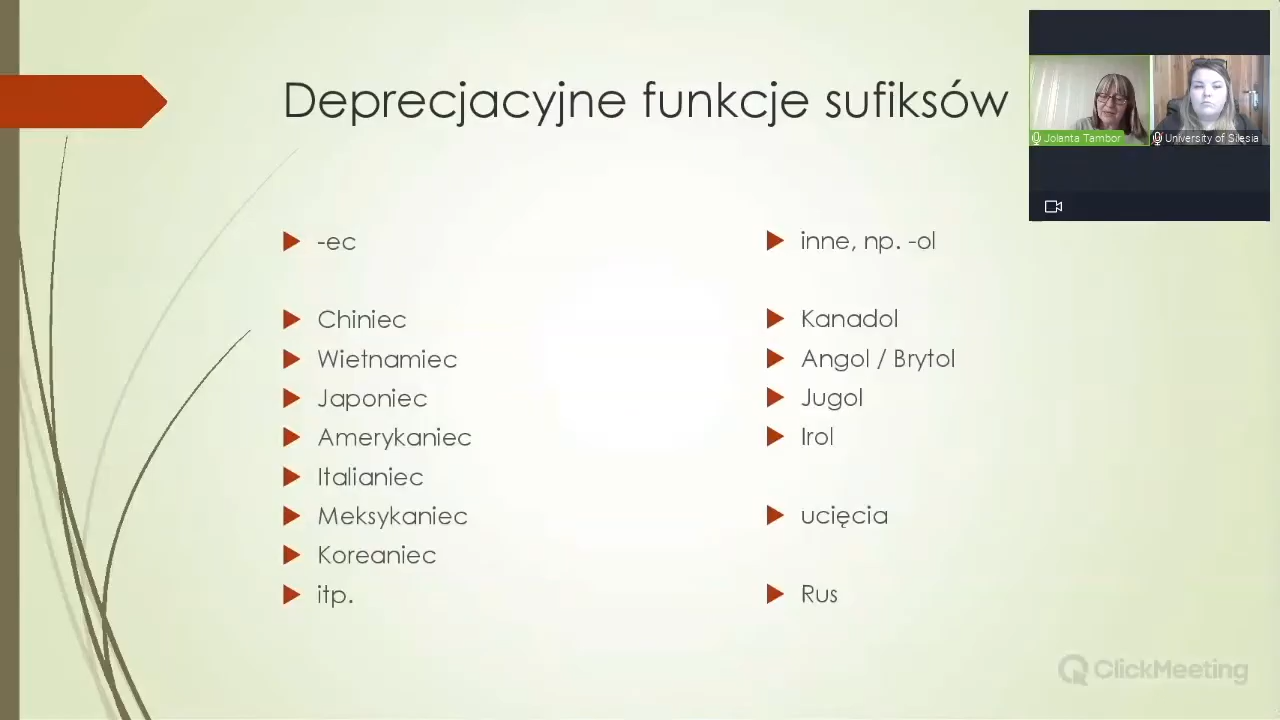 Deprecjacyjne funkcje sufiksów
Jolanta Tambor
University of Silesia
-ec
Chiniec
Wietnamiec
Japoniec
Amerykaniec
Italianiec
Meksykaniec
Koreaniec
itp.
inne, np. -ol
Kanadol
Angol / Brytol
Jugol
Irol
ucięcia
Rus
ClickMeeting